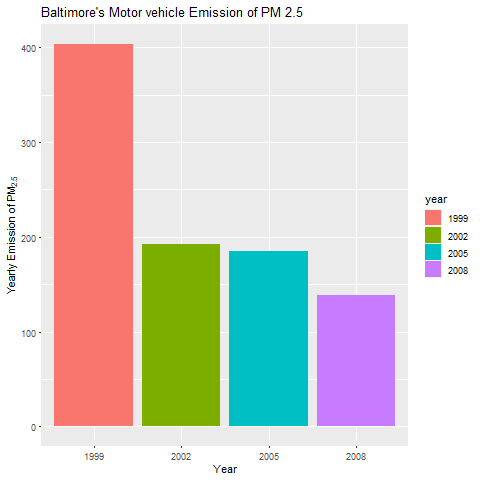 Baltimore's Motor vehicle Emission of PM 2.5
Yearly Emission of PM2.5
400
300
200
100
0
1999 2002 2005 2008
Year
year
1999
2002
2005
2008